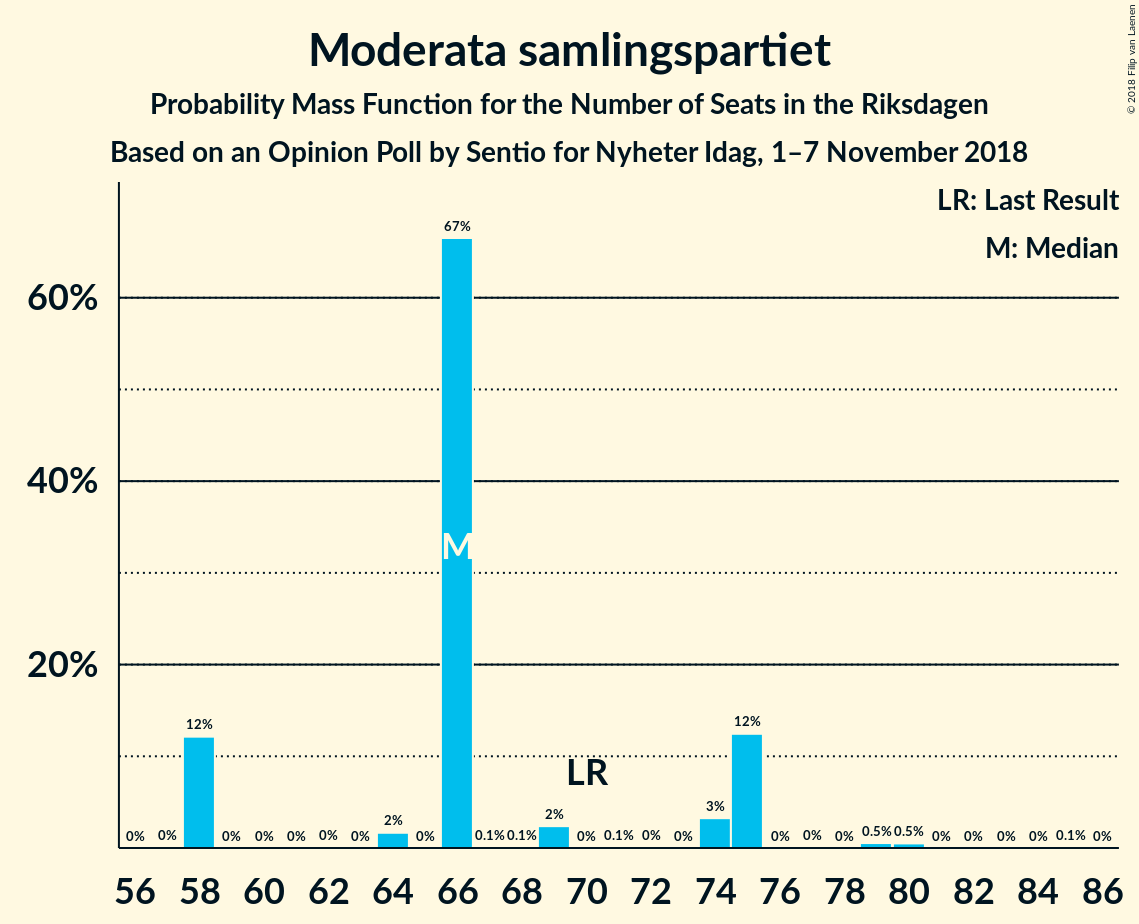 Moderata samlingspartiet
Probability Mass Function for the Number of Seats in the Riksdagen
Based on an Opinion Poll by Sentio for Nyheter Idag, 1–7 November 2018
© 2018 Filip van Laenen
LR: Last Result
M: Median
60%
40%
20%
67%
M
12%
LR
12%
0% 0% 0% 0% 0% 0% 0% 2% 0% 0.1% 0.1% 2% 0% 0.1% 0% 0% 3% 0% 0% 0% 0.5% 0.5% 0% 0% 0% 0% 0.1% 0%
56 58 60 62 64 66 68 70 72 74 76 78 80 82 84 86